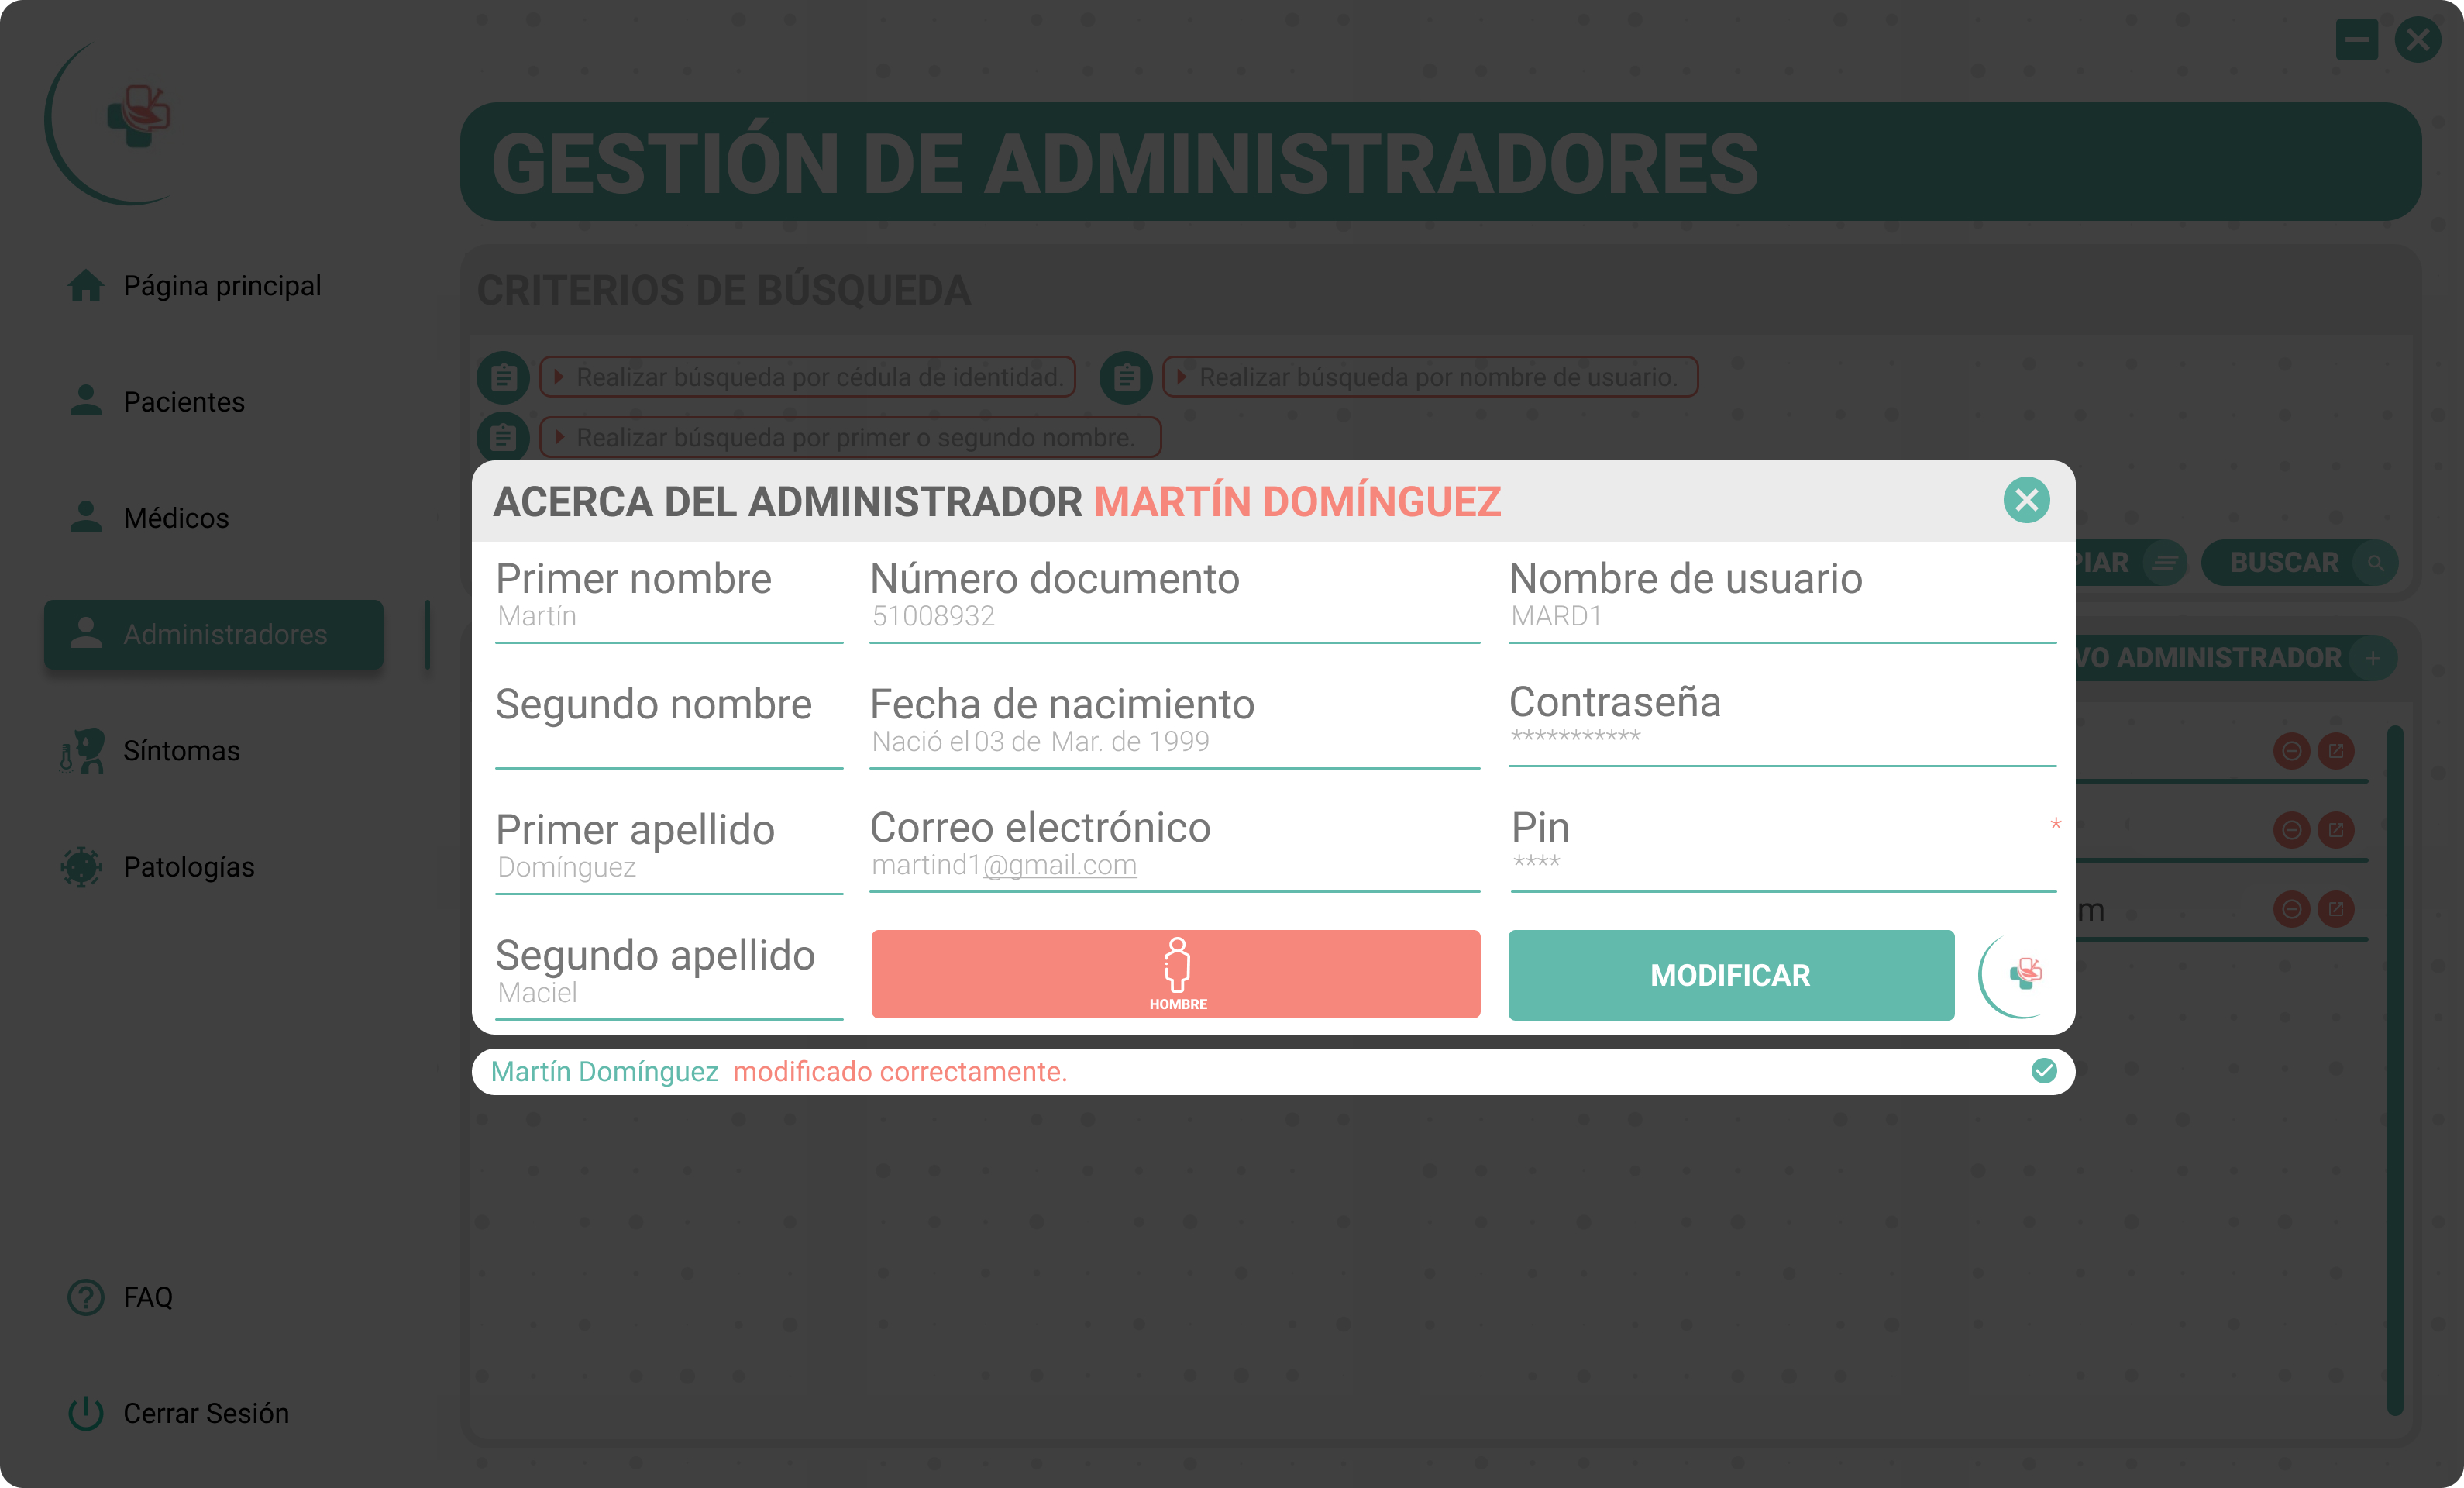 GESTIÓN DE ADMINISTRADORES
Página principal
Pacientes
Médicos
Administradores
Síntomas
Patologías
FAQ
Cerrar Sesión
CRITERIOS DE BÚSQUEDA
Realizar búsqueda por cédula de identidad.
Realizar búsqueda por nombre de usuario.
Realizar búsqueda por primer o segundo nombre.
PIAR
BUSCAR
VO ADMINISTRADOR
m
ACERCA DEL ADMINISTRADOR MARTÍN DOMÍNGUEZ
Primer nombre
Martín
Número documento
51008932
Nombre de usuario
MARD1
Segundo nombre
Fecha de nacimiento
Nació el 03 de Mar. de 1999
Contraseña
***********
Primer apellido
Domínguez
Correo electrónico
martind1@gmail.com
Pin *
****
Segundo apellido
Maciel
HOMBRE
MODIFICAR
Martín Domínguez modificado correctamente.